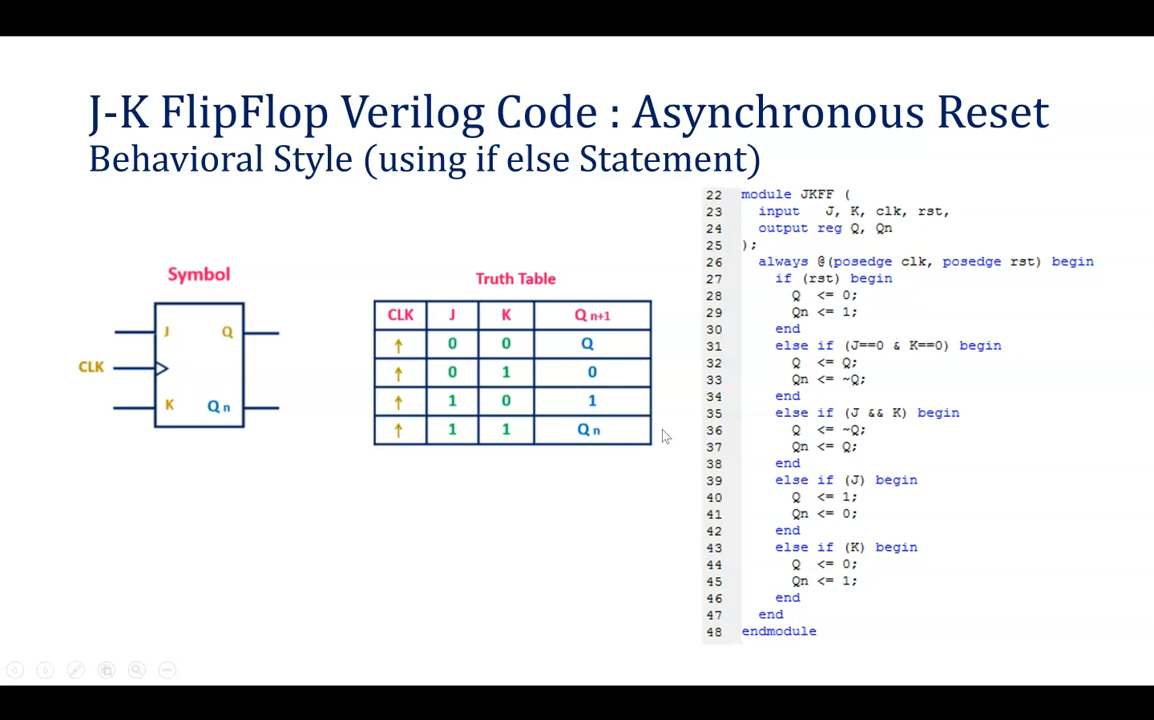 J-K FlipFlop Verilog Code : Asynchronous Reset
Behavioral Style (using if else Statement)
Symbol
J Q
CLK
K Q n
Truth Table
CLK J K Q n+1
↑ 0 0 Q
↑ 0 1 0
↑ 1 0 1
↑ 1 1 Q n
22 module JKFF (
23 input J, K, clk, rst,
24 output reg Q, Qn
25 );
26 always @(posedge clk, posedge rst) begin
27 if (rst) begin
28 Q <= 0;
29 Qn <= 1;
30 end
31 else if (J==0 & K==0) begin
32 Q <= Q;
33 Qn <= ~Q;
34 end
35 else if (J && K) begin
36 Q <= ~Q;
37 Qn <= Q;
38 end
39 else if (J) begin
40 Q <= 1;
41 Qn <= 0;
42 end
43 else if (K) begin
44 Q <= 0;
45 Qn <= 1;
46 end
47 end
48 endmodule